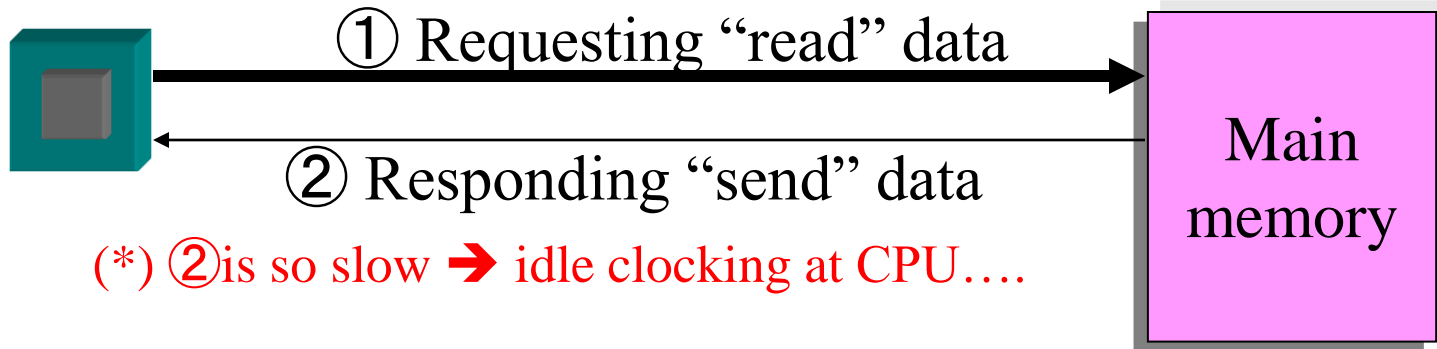 ① Requesting “read” data
② Responding “send” data
(*) ②is so slow ➔ idle clocking at CPU….
Main
memory